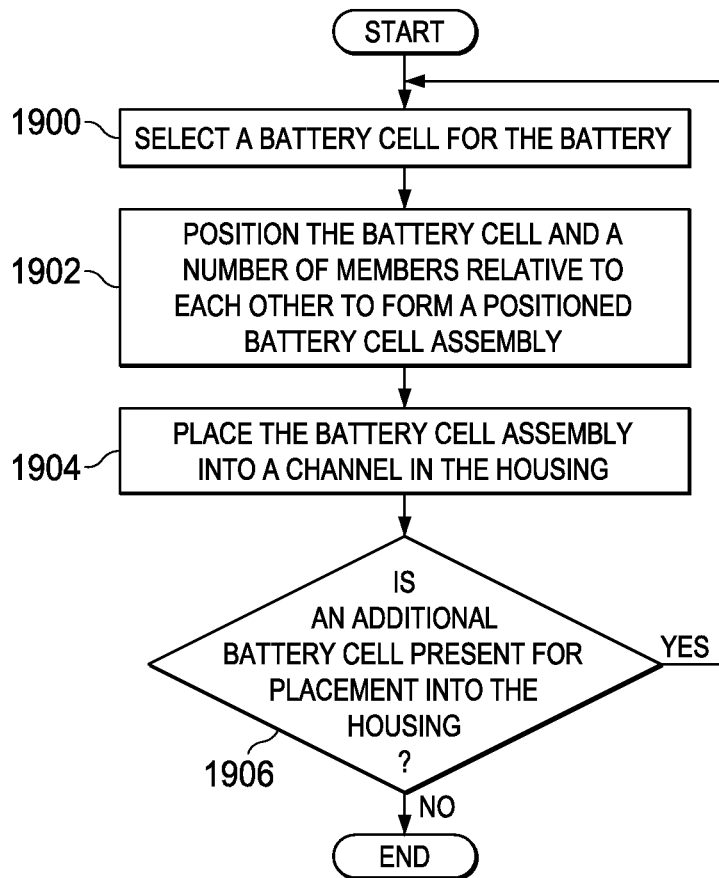 START
1900
SELECT A BATTERY CELL FOR THE BATTERY
1902
POSITION THE BATTERY CELL AND A
NUMBER OF MEMBERS RELATIVE TO
EACH OTHER TO FORM A POSITIONED
BATTERY CELL ASSEMBLY
1904
PLACE THE BATTERY CELL ASSEMBLY
INTO A CHANNEL IN THE HOUSING
IS
AN ADDITIONAL
BATTERY CELL PRESENT FOR
PLACEMENT INTO THE
HOUSING
?
YES
1906
NO
END